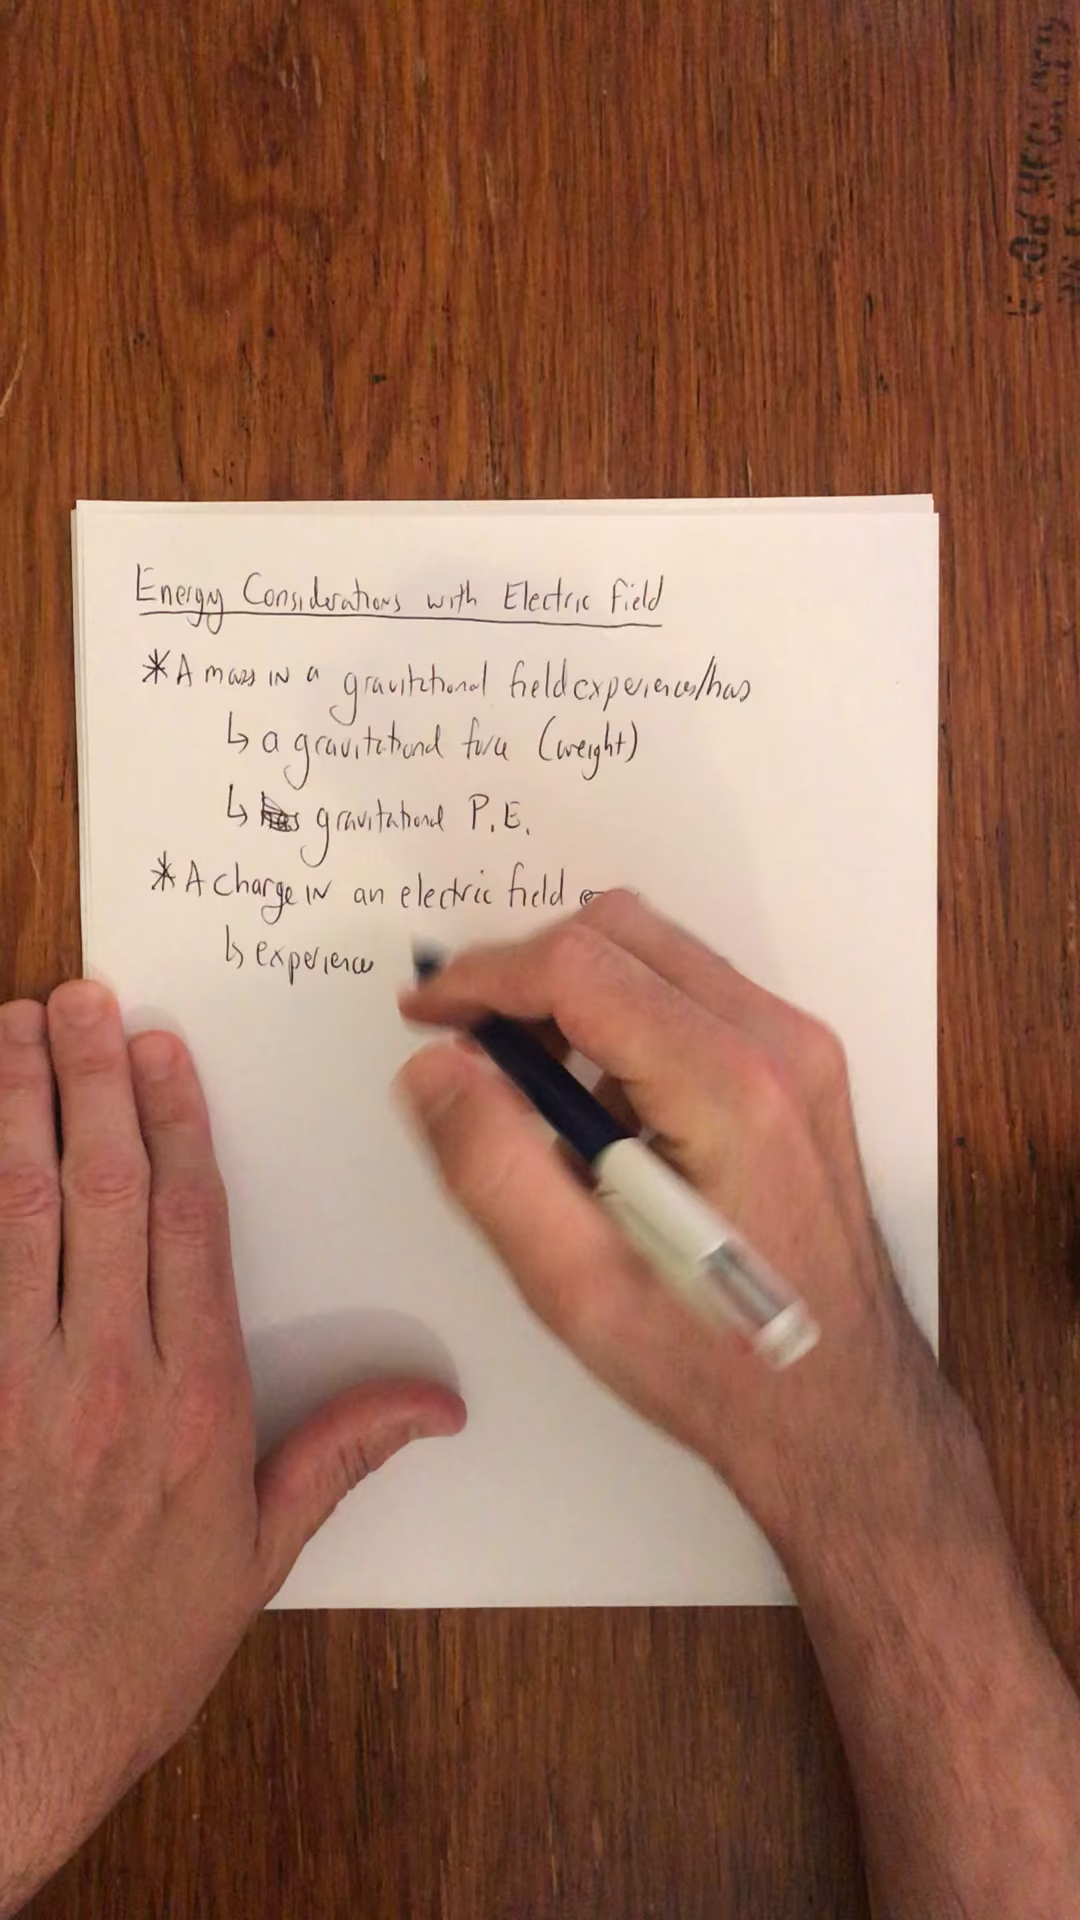 Energy Considerations with Electric Field
* A mass in a gravitational field experiences/has
↳ a gravitational force (weight)
↳ gravitational P.E.
* A charge in an electric field
↳ experiences